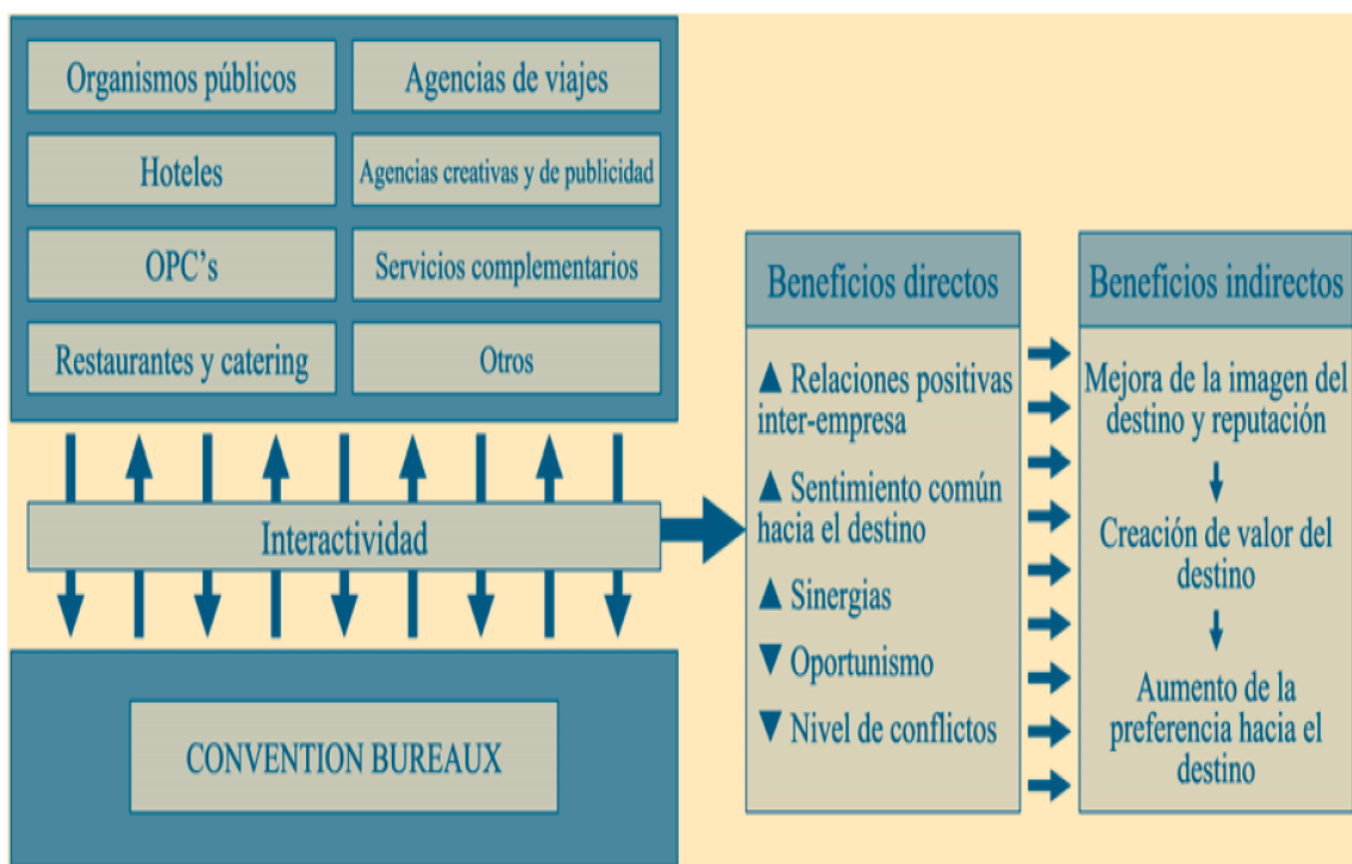 Organismos públicos
Agencias de viajes
Hoteles
Agencias creativas y de publicidad
OPC's
Servicios complementarios
Restaurantes y catering
Otros
Interactividad
CONVENTION BUREAUX
Beneficios directos
▲ Relaciones positivas
inter-empresa
▲ Sentimiento común
hacia el destino
▲ Sinergias
▼ Oportunismo
▼ Nivel de conflictos
Beneficios indirectos
Mejora de la imagen del
destino y reputación
Creación de valor del
destino
Aumento de la
preferencia hacia el
destino